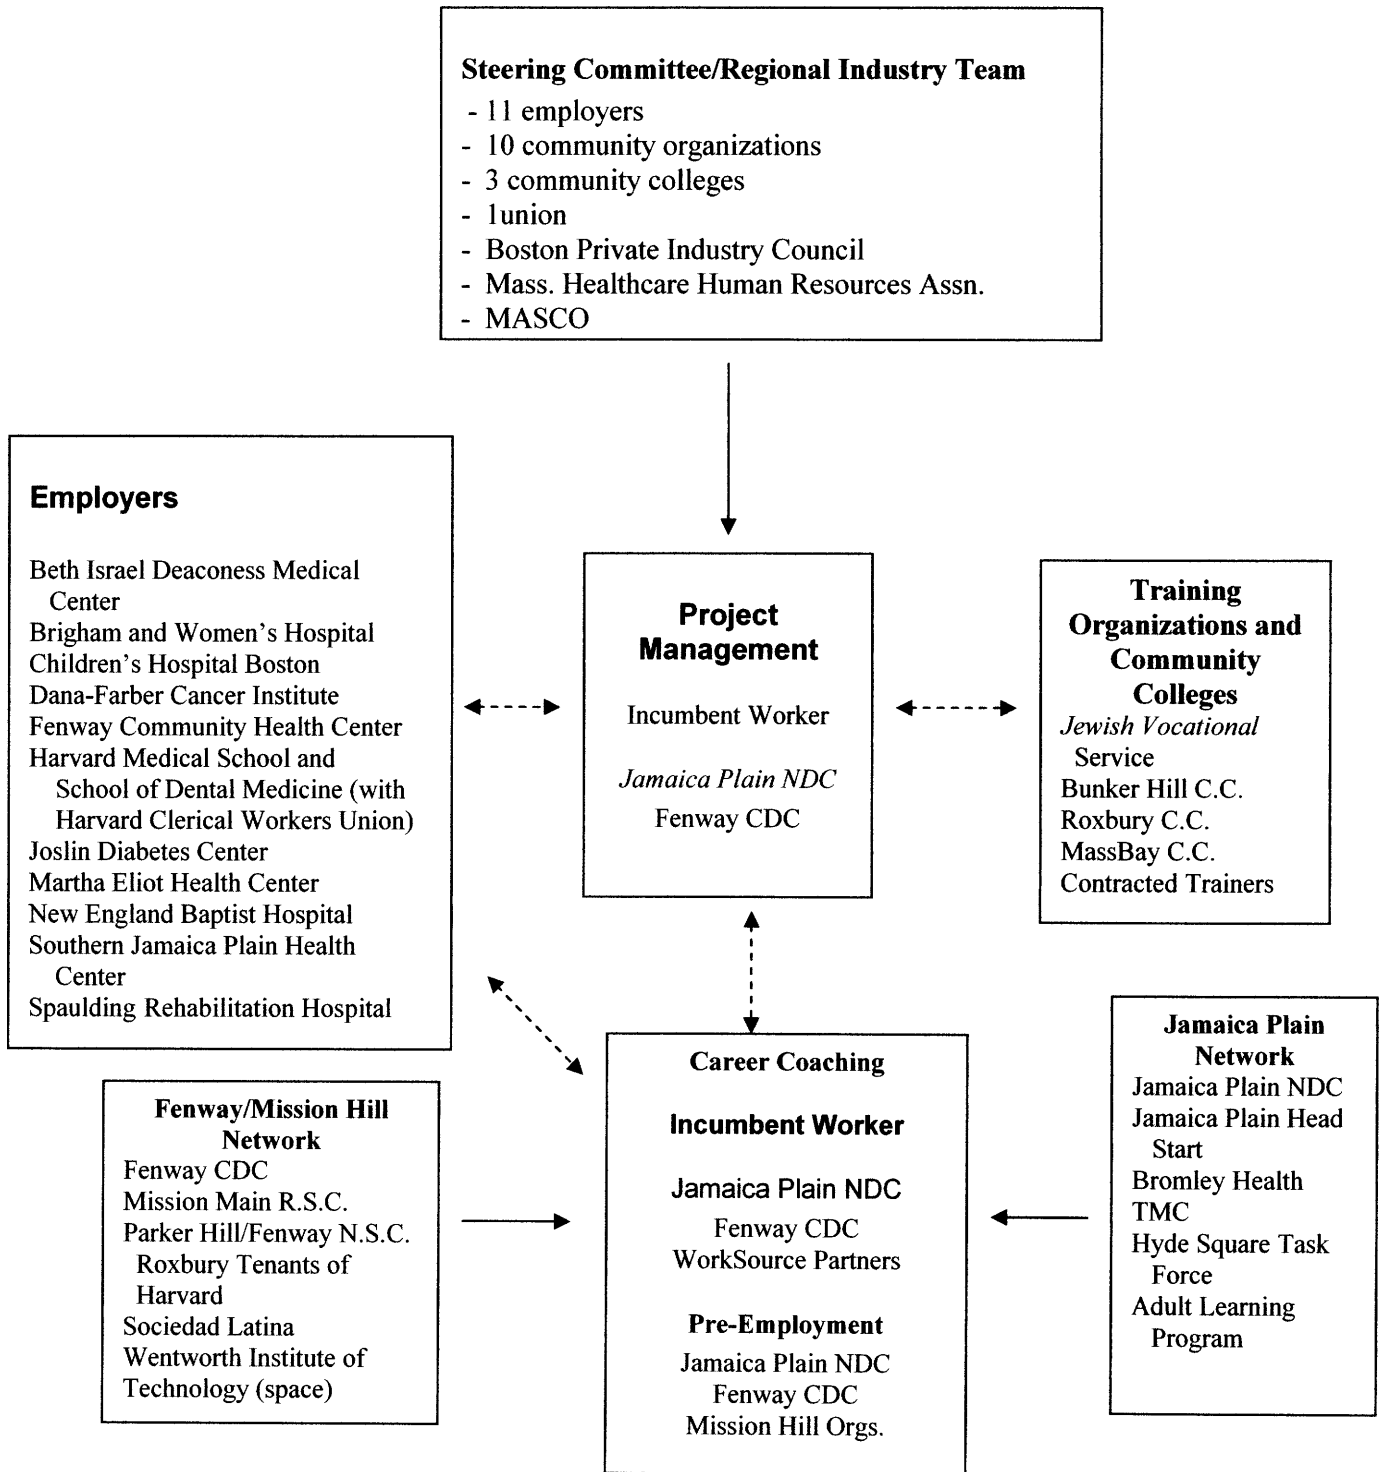 Steering Committee/Regional Industry Team
- 11 employers
- 10 community organizations
- 3 community colleges
- 1union
- Boston Private Industry Council
- Mass. Healthcare Human Resources Assn.
- MASCO
Employers
Beth Israel Deaconess Medical
Center
Brigham and Women's Hospital
Children's Hospital Boston
Dana-Farber Cancer Institute
Fenway Community Health Center
Harvard Medical School and
School of Dental Medicine (with
Harvard Clerical Workers Union)
Joslin Diabetes Center
Martha Eliot Health Center
New England Baptist Hospital
Southern Jamaica Plain Health
Center
Spaulding Rehabilitation Hospital
Project
Management
Incumbent Worker
Jamaica Plain NDC
Fenway CDC
Training
Organizations and
Community
Colleges
Jewish Vocational
Service
Bunker Hill C.C.
Roxbury C.C.
MassBay C.C.
Contracted Trainers
Fenway/Mission Hill
Network
Fenway CDC
Mission Main R.S.C.
Parker Hill/Fenway N.S.C.
Roxbury Tenants of
Harvard
Sociedad Latina
Wentworth Institute of
Technology (space)
Career Coaching
Incumbent Worker
Jamaica Plain NDC
Fenway CDC
WorkSource Partners
Pre-Employment
Jamaica Plain NDC
Fenway CDC
Mission Hill Orgs.
Jamaica Plain
Network
Jamaica Plain NDC
Jamaica Plain Head
Start
Bromley Health
TMC
Hyde Square Task
Force
Adult Learning
Program